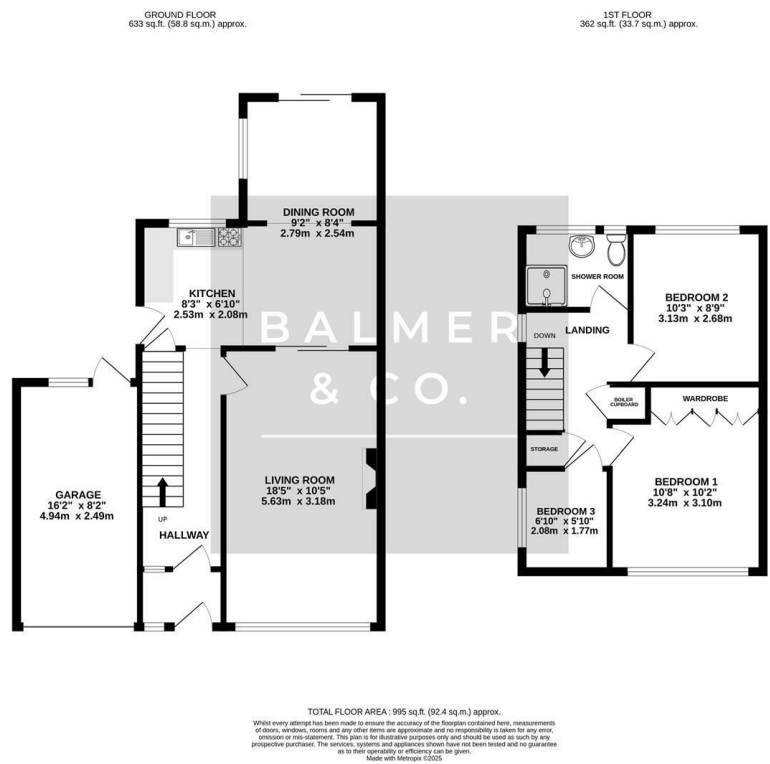 GROUND FLOOR
633 sq.ft. (58.8 sq.m.) approx.
1ST FLOOR
362 sq.ft. (33.7 sq.m.) approx.
DINING ROOM
9'2" x 8'4"
2.79m x 2.54m
KITCHEN
8'3" x 6'10"
2.53m x 2.08m
BALMER
& CO.
LIVING ROOM
18'5" x 10'5"
5.63m x 3.18m
GARAGE
16'2" x 8'2"
4.94m x 2.49m
UP
HALLWAY
SHOWER ROOM
BEDROOM 2
10'3" x 8'9"
3.13m x 2.68m
LANDING
DOWN
BOILER
CUPBOARD
WARDROBE
STORAGE
BEDROOM 1
10'8" x 10'2"
3.24m x 3.10m
BEDROOM 3
6'10" x 5'10"
2.08m x 1.77m
TOTAL FLOOR AREA : 995 sq.ft. (92.4 sq.m.) approx.
Whilst every attempt has been made to ensure the accuracy of the floorplan contained here, measurements
of doors, windows, rooms and any other items are approximate and no responsibility is taken for any error,
omission or mis-statement. This plan is for illustrative purposes only and should be used as such by any
prospective purchaser. The services, systems and appliances shown have not been tested and no guarantee
as to their operability or efficiency can be given.
Made with Metropix ©2025